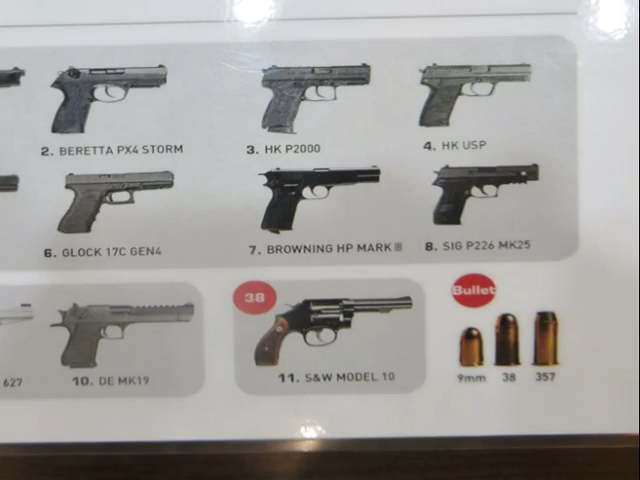 2. BERETTA PX4 STORM
3. HK P2000
4. HK USP
6. GLOCK 17C GEN4
7. BROWNING HP MARK Ⅲ
8. SIG P226 MK25
38
Bullet
627
10. DE MK19
11. S&W MODEL 10
9mm
38
357